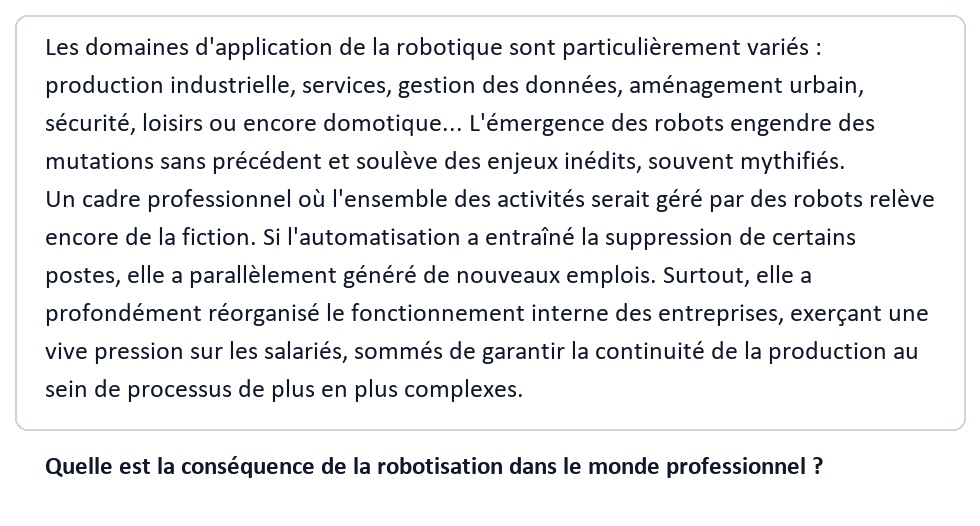 Les domaines d'application de la robotique sont particulièrement variés :
production industrielle, services, gestion des données, aménagement urbain,
sécurité, loisirs ou encore domotique... L'émergence des robots engendre des
mutations sans précédent et soulève des enjeux inédits, souvent mythifiés.
Un cadre professionnel où l'ensemble des activités serait géré par des robots relève
encore de la fiction. Si l'automatisation a entraîné la suppression de certains
postes, elle a parallèlement généré de nouveaux emplois. Surtout, elle a
profondément réorganisé le fonctionnement interne des entreprises, exerçant une
vive pression sur les salariés, sommés de garantir la continuité de la production au
sein de processus de plus en plus complexes.
Quelle est la conséquence de la robotisation dans le monde professionnel ?